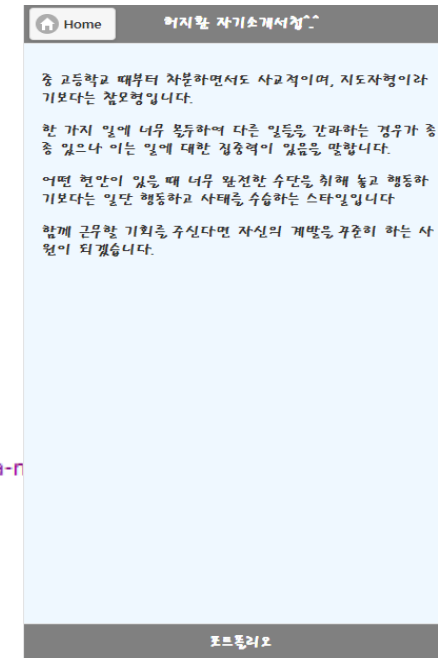 Home
허지환 자기소개서첨^^
중 고등학교 때부터 차분하면서도 사교적이며, 지도자형이라
기보다는 참모형입니다.
한 가지 일에 너무 몰두하여 다른 일들을 간과하는 경우가 종
종 있으나 이는 일에 대한 집중력이 있음을 말합니다.
어떤 현안이 있을 때 너무 완전한 수단을 취해 놓고 행동하
기보다는 일단 행동하고 사태를 수습하는 스타일입니다
함께 근무할 기회를 주신다면 자신의 계발을 꾸준히 하는 사
원이 되겠습니다.
a-n
포트폴리오